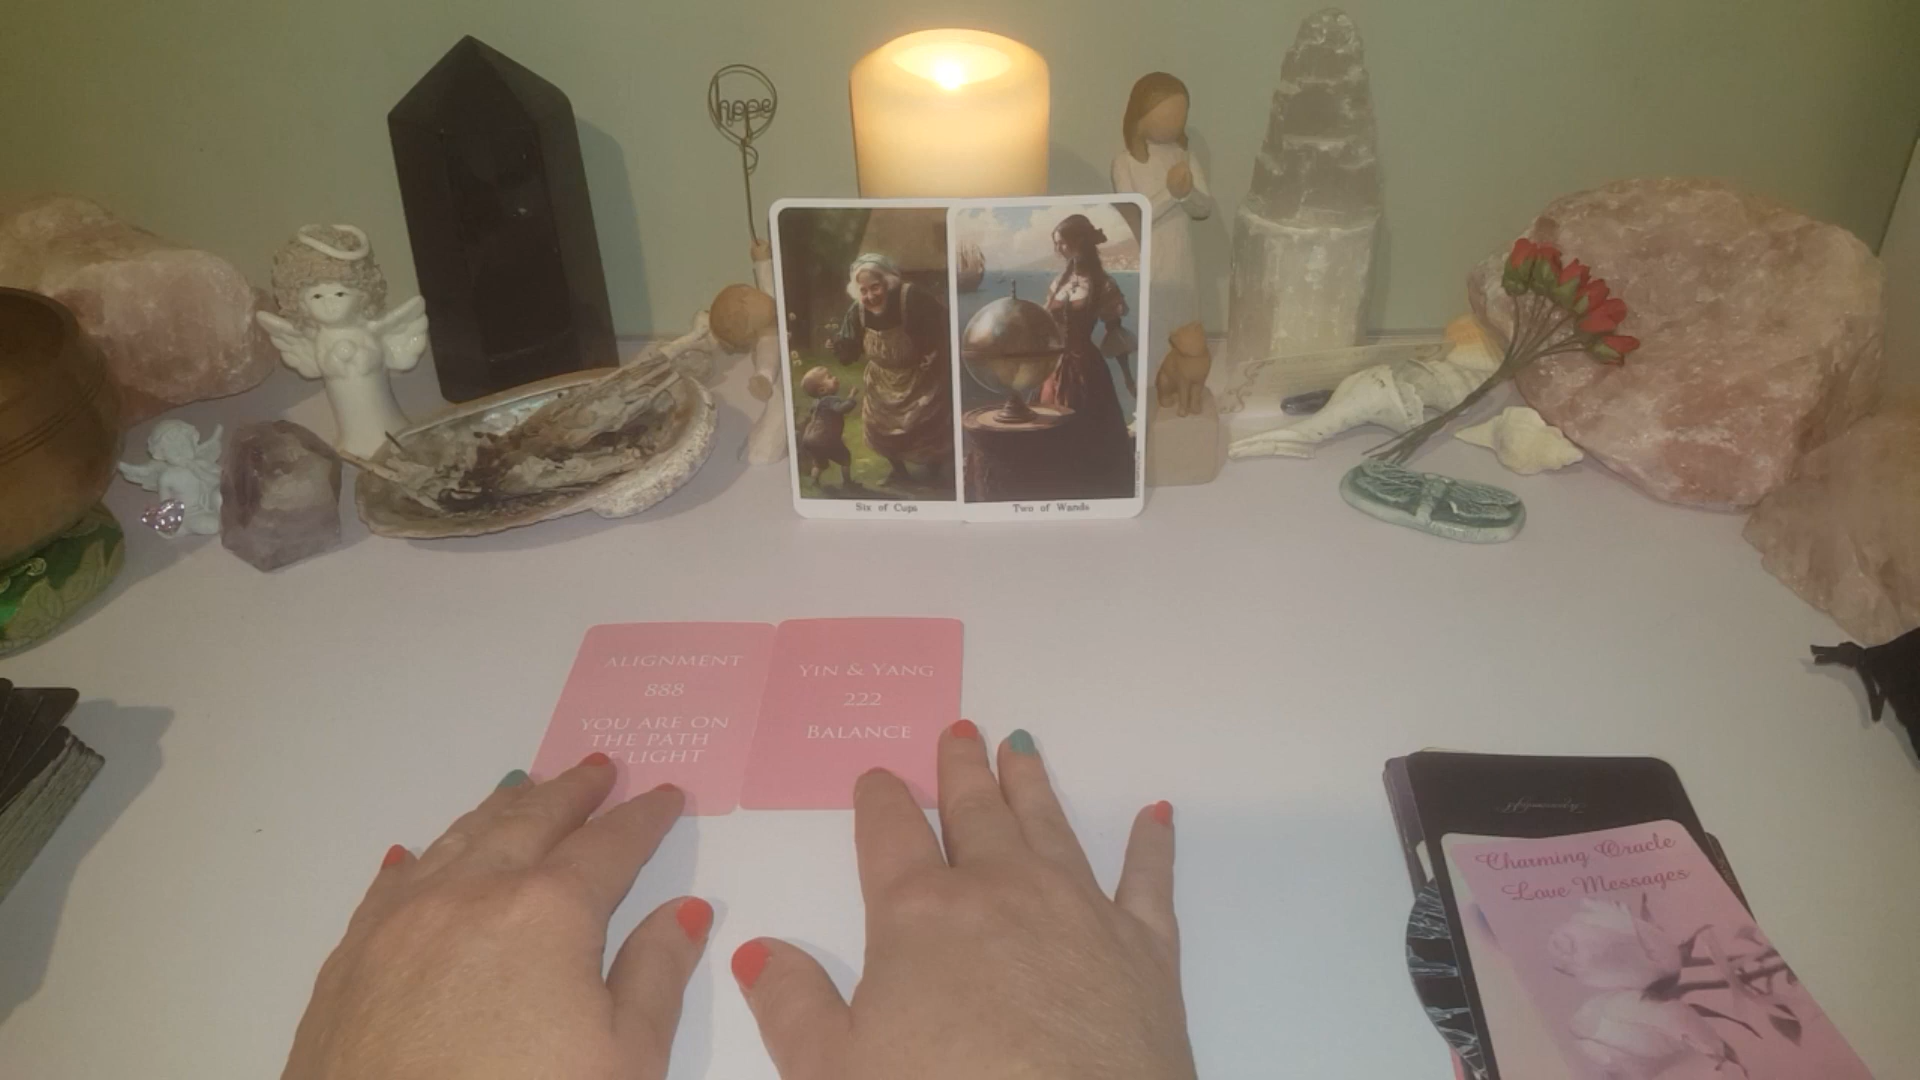 hope
Six of Cups
Two of Wands
ALIGNMENT
888
YOU ARE ON
THE PATH
LIGHT
YIN & YANG
222
BALANCE
Charming Oracle
Love Messages